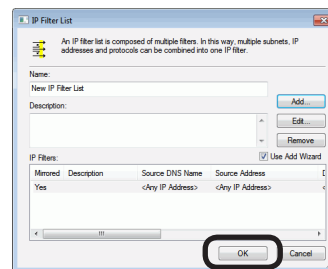 IP Filter List
An IP filter list is composed of multiple filters. In this way, multiple subnets, IP
addresses and protocols can be combined into one IP filter.
Name:
New IP Filter List
Description:
Add...
Edit...
Remove
IP Filters:
Use Add Wizard
Mirrored Description Source DNS Name Source Address
Yes <Any IP Address> <Any IP Address>
OK Cancel